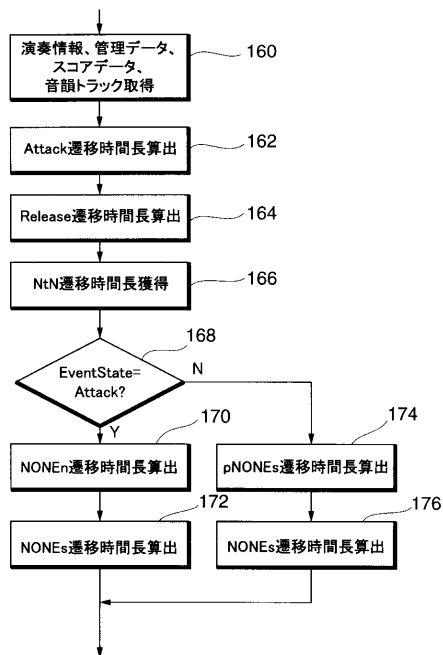 演奏情報、管理データ、
スコアデータ、
音韻トラック取得
160
Attack遷移時間長算出
162
Release遷移時間長算出
164
NtN遷移時間長獲得
166
168
EventState=
Attack?
N
Y
170
NONEn遷移時間長算出
174
pNONEs遷移時間長算出
172
NONEs遷移時間長算出
176
NONEs遷移時間長算出